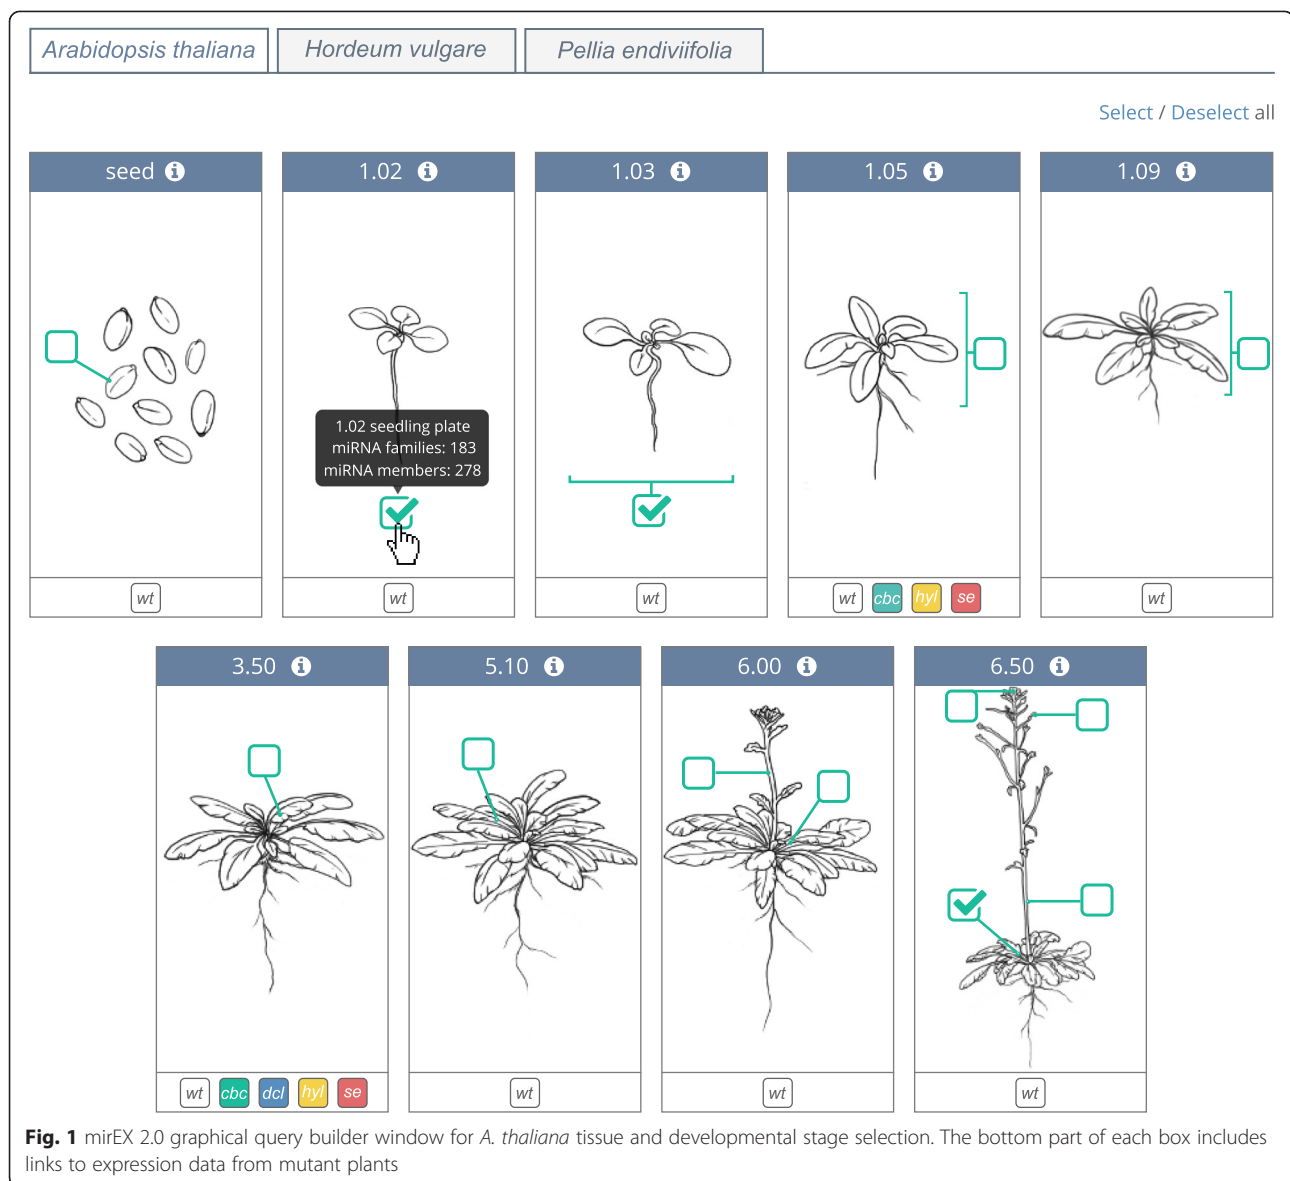 Arabidopsis thaliana
Hordeum vulgare
Pellia endiviifolia
Select / Deselect all
seed i
1.02 i
1.03 i
1.05 i
1.09 i
1.02 seedling plate
miRNA families: 183
miRNA members: 278
wt
wt
wt
wt cbc hyl se
wt
3.50 i
5.10 i
6.00 i
6.50 i
wt cbc dcl hyl se
wt
wt
wt
Fig. 1 mirEX 2.0 graphical query builder window for A. thaliana tissue and developmental stage selection. The bottom part of each box includes
links to expression data from mutant plants